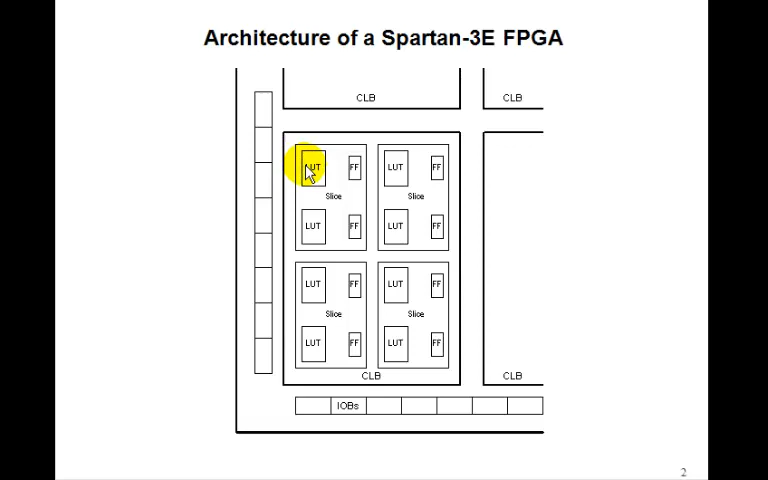 Architecture of a Spartan-3E FPGA
CLB CLB
LUT FF LUT FF
Slice Slice
LUT FF LUT FF
LUT FF LUT FF
Slice Slice
LUT FF LUT FF
CLB CLB
IOBs
2